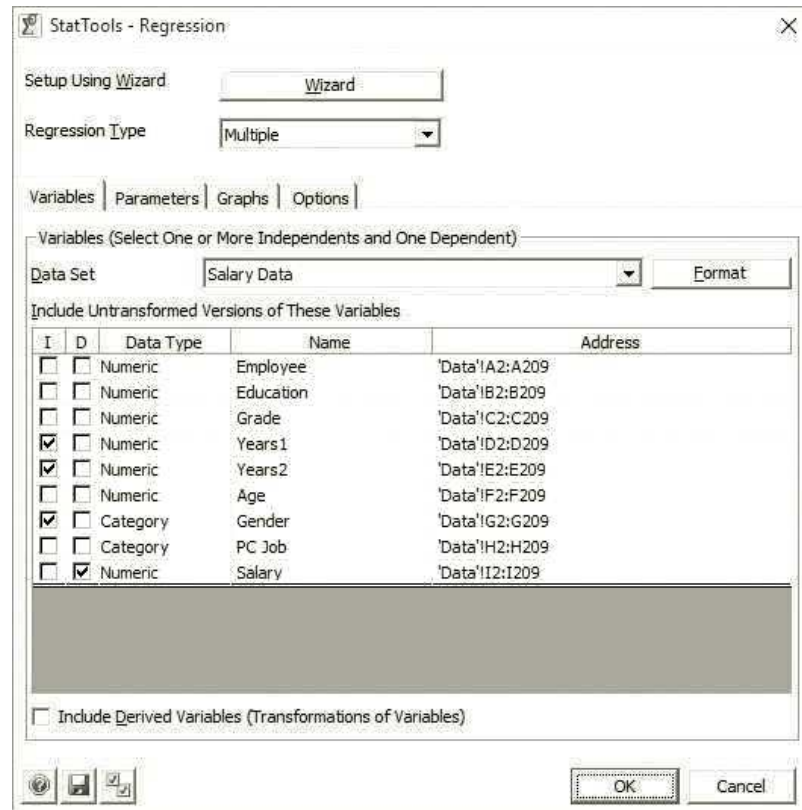 StatTools - Regression
Setup Using Wizard Wizard
Regression Type Multiple
Variables Parameters Graphs Options
Variables (Select One or More Independents and One Dependent)
Data Set Salary Data Format
Include Untransformed Versions of These Variables
I D Data Type Name Address
Numeric Employee 'Data'!A2:A209
Numeric Education 'Data'!B2:B209
Numeric Grade 'Data'!C2:C209
Numeric Years1 'Data'!D2:D209
Numeric Years2 'Data'!E2:E209
Numeric Age 'Data'!F2:F209
Category Gender 'Data'!G2:G209
Category PC Job 'Data'!H2:H209
Numeric Salary 'Data'!I2:I209
Include Derived Variables (Transformations of Variables)
OK Cancel